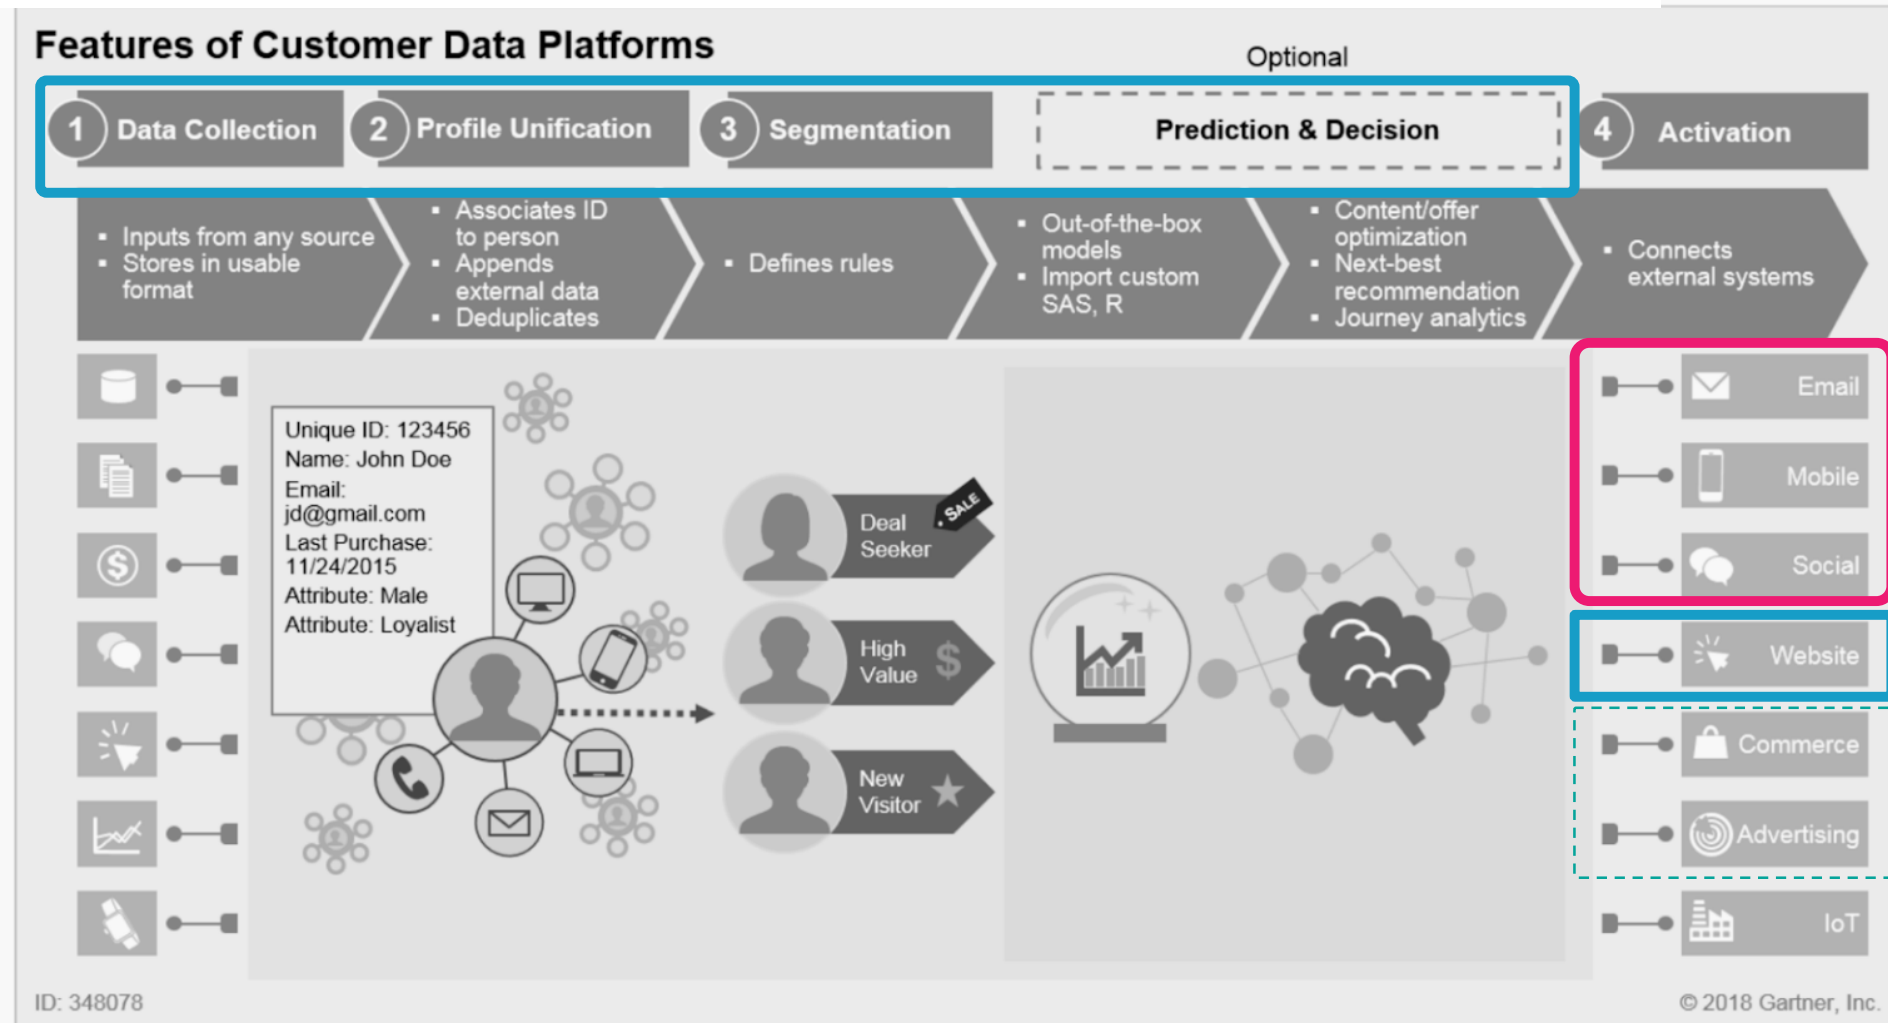 Features of Customer Data Platforms
Optional
1 Data Collection
2 Profile Unification
3 Segmentation
Prediction & Decision
4 Activation
▪ Inputs from any source
▪ Stores in usable
format
▪ Associates ID
to person
▪ Appends
external data
▪ Deduplicates
▪ Defines rules
▪ Out-of-the-box
models
▪ Import custom
SAS, R
▪ Content/offer
optimization
▪ Next-best
recommendation
▪ Journey analytics
▪ Connects
external systems
Unique ID: 123456
Name: John Doe
Email:
jd@gmail.com
Last Purchase:
11/24/2015
Attribute: Male
Attribute: Loyalist
Deal
Seeker
SALE
High
Value
$
New
Visitor
$
Email
Mobile
Social
Website
Commerce
Advertising
IoT
ID: 348078
© 2018 Gartner, Inc.